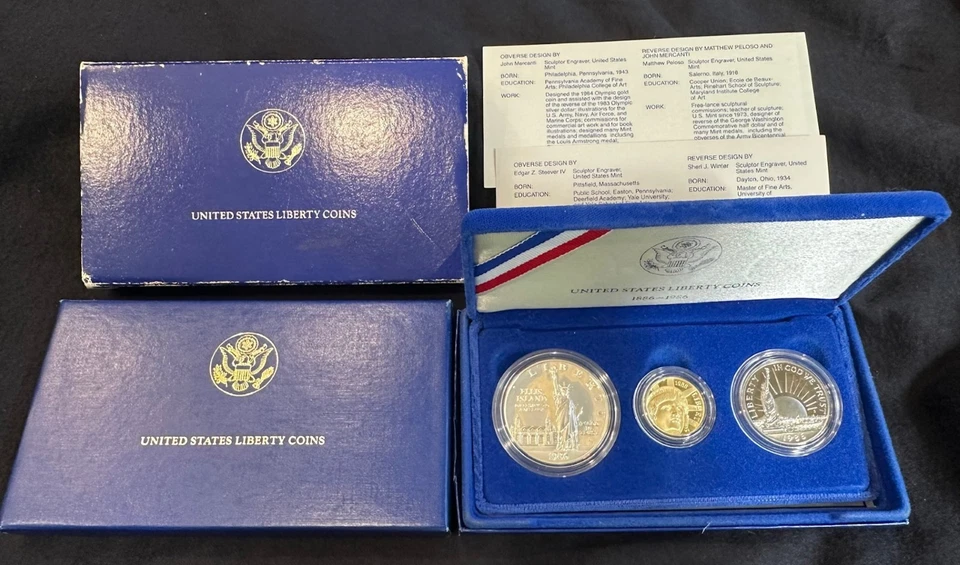 OBVERSE DESIGN BY
John Mercanti Sculptor Engraver, United States
Mint
BORN: Philadelphia, Pennsylvania, 1943
EDUCATION: Pennsylvania Academy of Fine
Arts; Philadelphia College of Art
WORK: Designed the 1984 Olympic gold
coin and assisted with the design
of the reverse of the 1983 Olympic
silver dollar; illustrations for the
U.S. Army, Navy, Air Force, and
Marine Corps; commissions for
commercial art work and for book
illustrations; designed many Mint
medals and medallions including
the Louis Armstrong medal,
REVERSE DESIGN BY MATTHEW PELOSO AND
JOHN MERCANTI
Matthew Peloso Sculptor Engraver, United States
Mint
BORN: Salerno, Italy,
EDUCATION: Cooper Union; Ecole de Beaux-
Arts; Rinehart School of Sculpture;
Maryland Institute College
of Art
WORK: Free-lance sculptural
commissions; teacher of sculpture;
U.S. Mint since 1973, designer of
reverse of the George Washington
Commemorative half dollar and of
many Mint medals, including the
obverses of the Army Bicentennial
OBVERSE DESIGN BY
Edgar Z. Steever IV Sculptor Engraver,
United States Mint
BORN: Pittsfield, Massachusetts
EDUCATION: Public School, Easton, Pennsylvania;
Deerfield Academy; Yale University;
REVERSE DESIGN BY
Sherl J. Winter Sculptor Engraver, United
States Mint
BORN: Dayton, Ohio, 1934
EDUCATION: Master of Fine Arts,
University of
UNITED STATES LIBERTY COINS
UNITED STATES LIBERTY COINS
1886–1986
UNITED STATES LIBERTY COINS
LIBERTY
ELLIS
ISLAND
1986
1986
LIBERTY
LIBERTY
IN GOD WE TRUST
1986